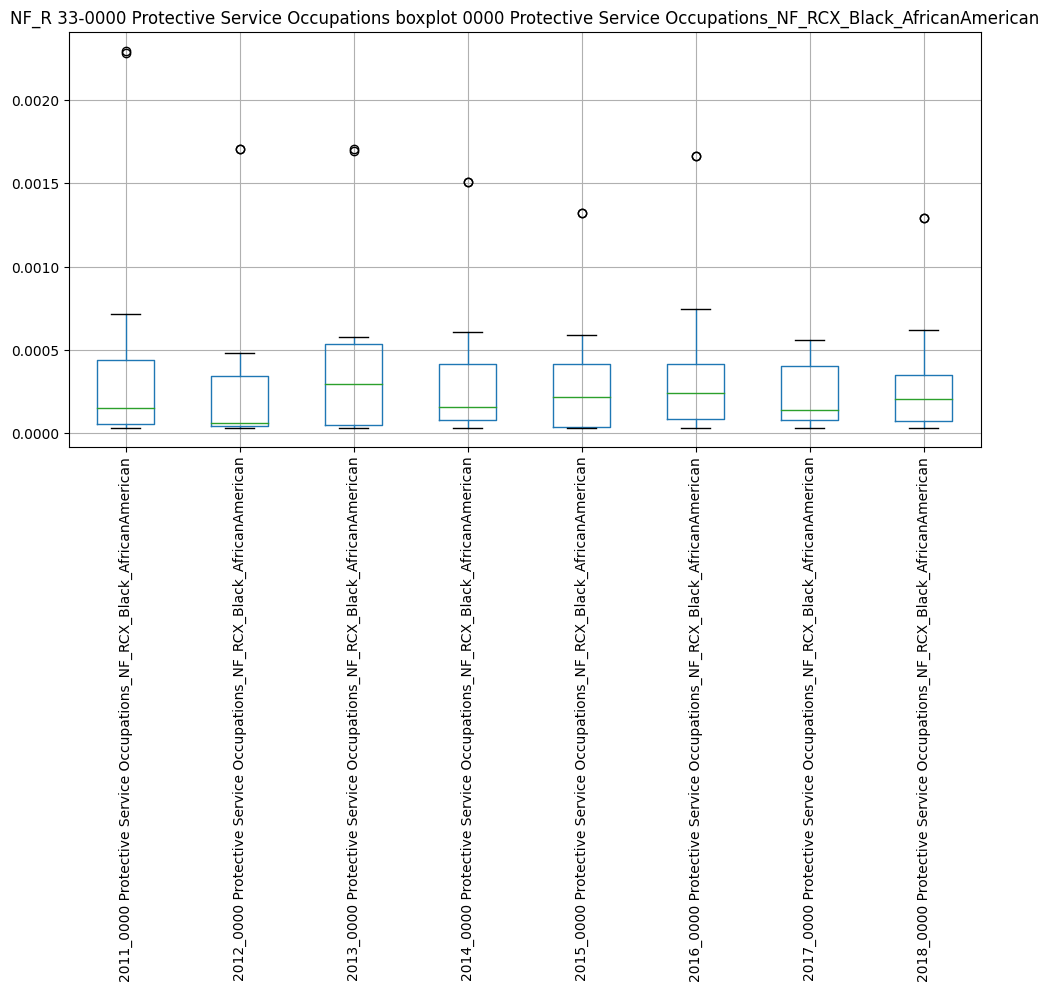 NF_R 33-0000 Protective Service Occupations boxplot 0000 Protective Service Occupations_NF_RCX_Black_AfricanAmerican
0.0020
0.0015
0.0010
0.0005
0.0000
2011_0000 Protective Service Occupations_NF_RCX_Black_AfricanAmerican
2012_0000 Protective Service Occupations_NF_RCX_Black_AfricanAmerican
2013_0000 Protective Service Occupations_NF_RCX_Black_AfricanAmerican
2014_0000 Protective Service Occupations_NF_RCX_Black_AfricanAmerican
2015_0000 Protective Service Occupations_NF_RCX_Black_AfricanAmerican
2016_0000 Protective Service Occupations_NF_RCX_Black_AfricanAmerican
2017_0000 Protective Service Occupations_NF_RCX_Black_AfricanAmerican
2018_0000 Protective Service Occupations_NF_RCX_Black_AfricanAmerican